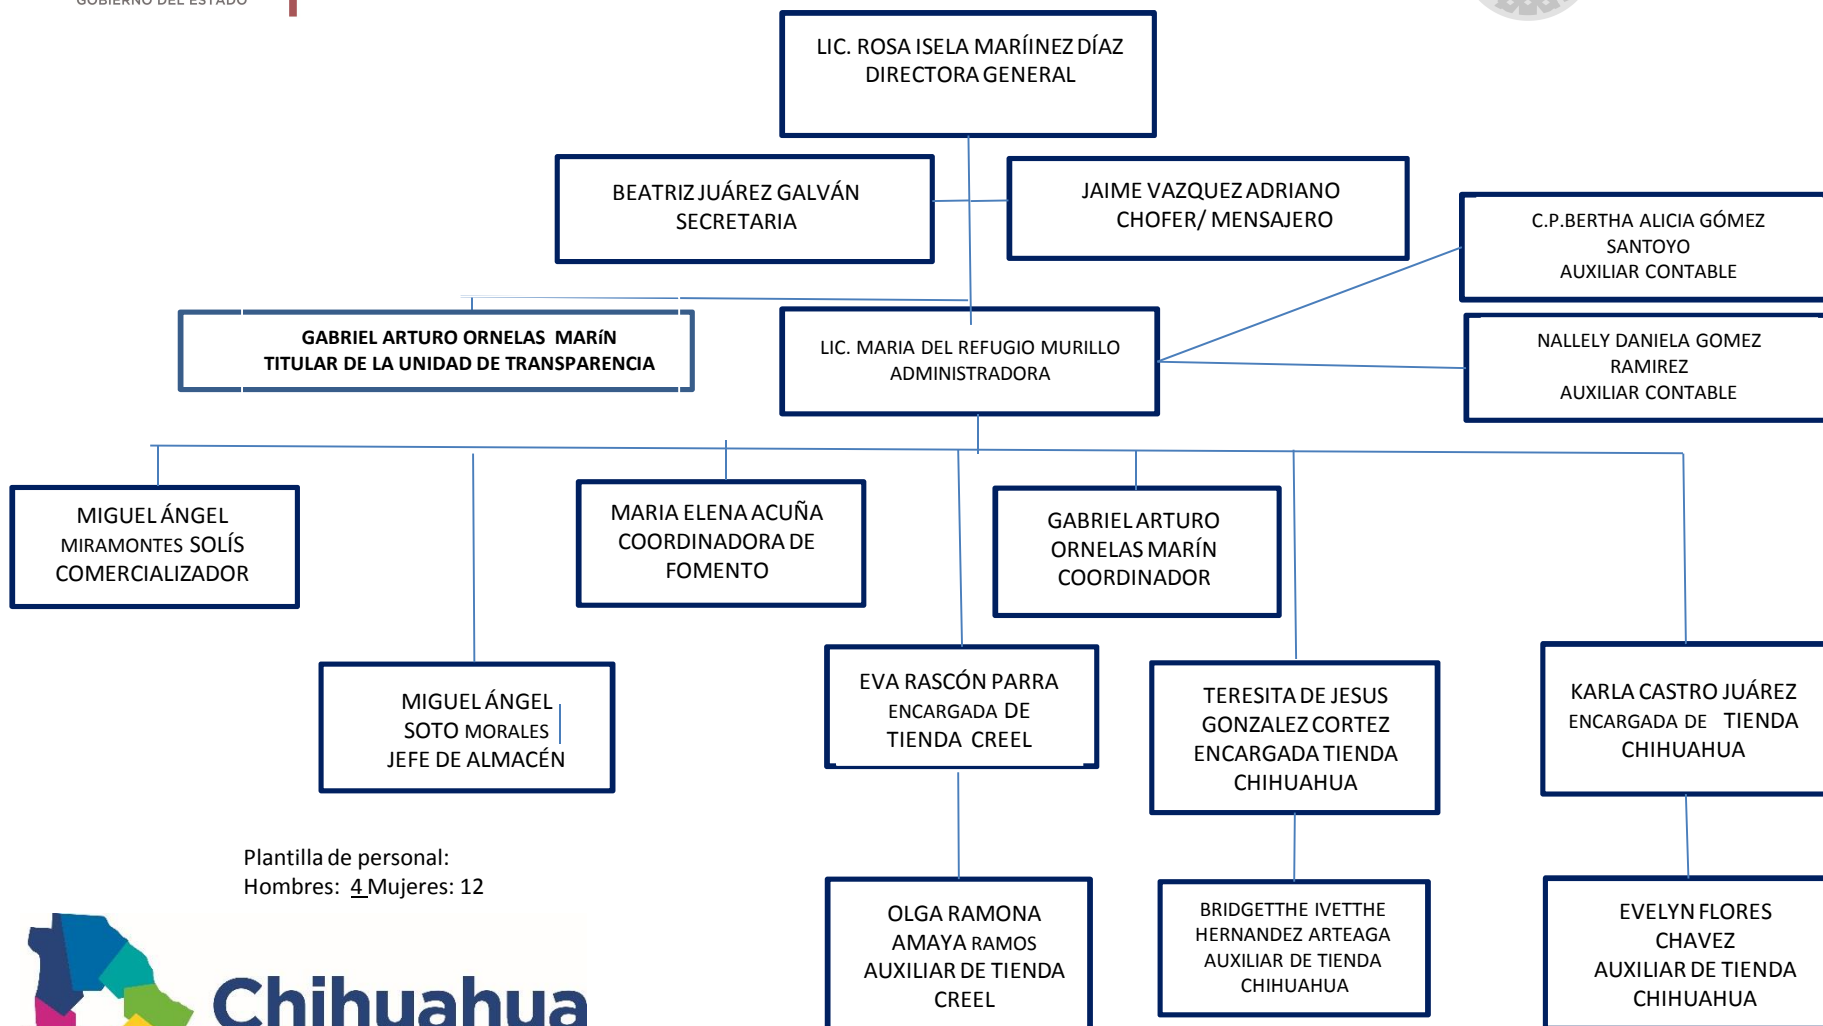 GOBIERNO DEL ESTADO
LIC. ROSA ISELA MARÍINEZ DÍAZ
DIRECTORA GENERAL
BEATRIZ JUÁREZ GALVÁN
SECRETARIA
JAIME VAZQUEZ ADRIANO
CHOFER/ MENSAJERO
C.P.BERTHA ALICIA GÓMEZ
SANTOYO
AUXILIAR CONTABLE
GABRIEL ARTURO ORNELAS MARíN
TITULAR DE LA UNIDAD DE TRANSPARENCIA
LIC. MARIA DEL REFUGIO MURILLO
ADMINISTRADORA
NALLELY DANIELA GOMEZ
RAMIREZ
AUXILIAR CONTABLE
MIGUEL ÁNGEL
MIRAMONTES SOLÍS
COMERCIALIZADOR
MARIA ELENA ACUÑA
COORDINADORA DE
FOMENTO
GABRIEL ARTURO
ORNELAS MARÍN
COORDINADOR
MIGUEL ÁNGEL
SOTO MORALES
JEFE DE ALMACÉN
EVA RASCÓN PARRA
ENCARGADA DE
TIENDA CREEL
TERESITA DE JESUS
GONZALEZ CORTEZ
ENCARGADA TIENDA
CHIHUAHUA
KARLA CASTRO JUÁREZ
ENCARGADA DE TIENDA
CHIHUAHUA
Plantilla de personal:
Hombres: 4 Mujeres: 12
OLGA RAMONA
AMAYA RAMOS
AUXILIAR DE TIENDA
CREEL
BRIDGETTHE IVETTHE
HERNANDEZ ARTEAGA
AUXILIAR DE TIENDA
CHIHUAHUA
EVELYN FLORES
CHAVEZ
AUXILIAR DE TIENDA
CHIHUAHUA
Chihuahua